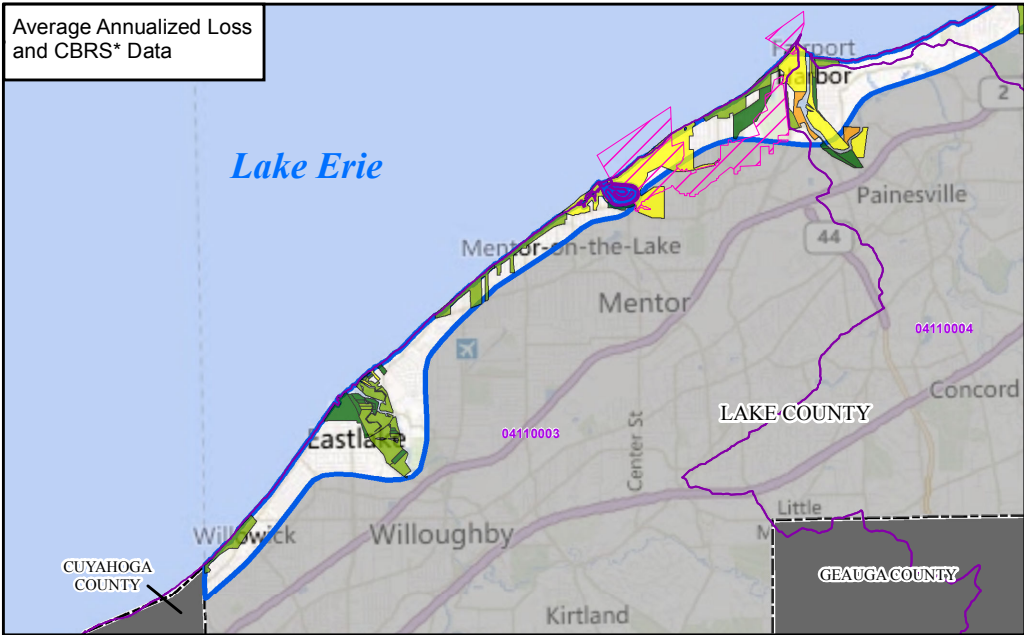 Average Annualized Loss
and CBRS* Data
Fairport
Harbor
2
Lake Erie
Painesville
44
Mentor-on-the-Lake
Mentor
04110004
Concord
LAKE COUNTY
Eastlake
04110003
Center St
Little
M
Willowick
Willoughby
CUYAHOGA
COUNTY
GEAUGA COUNTY
Kirtland